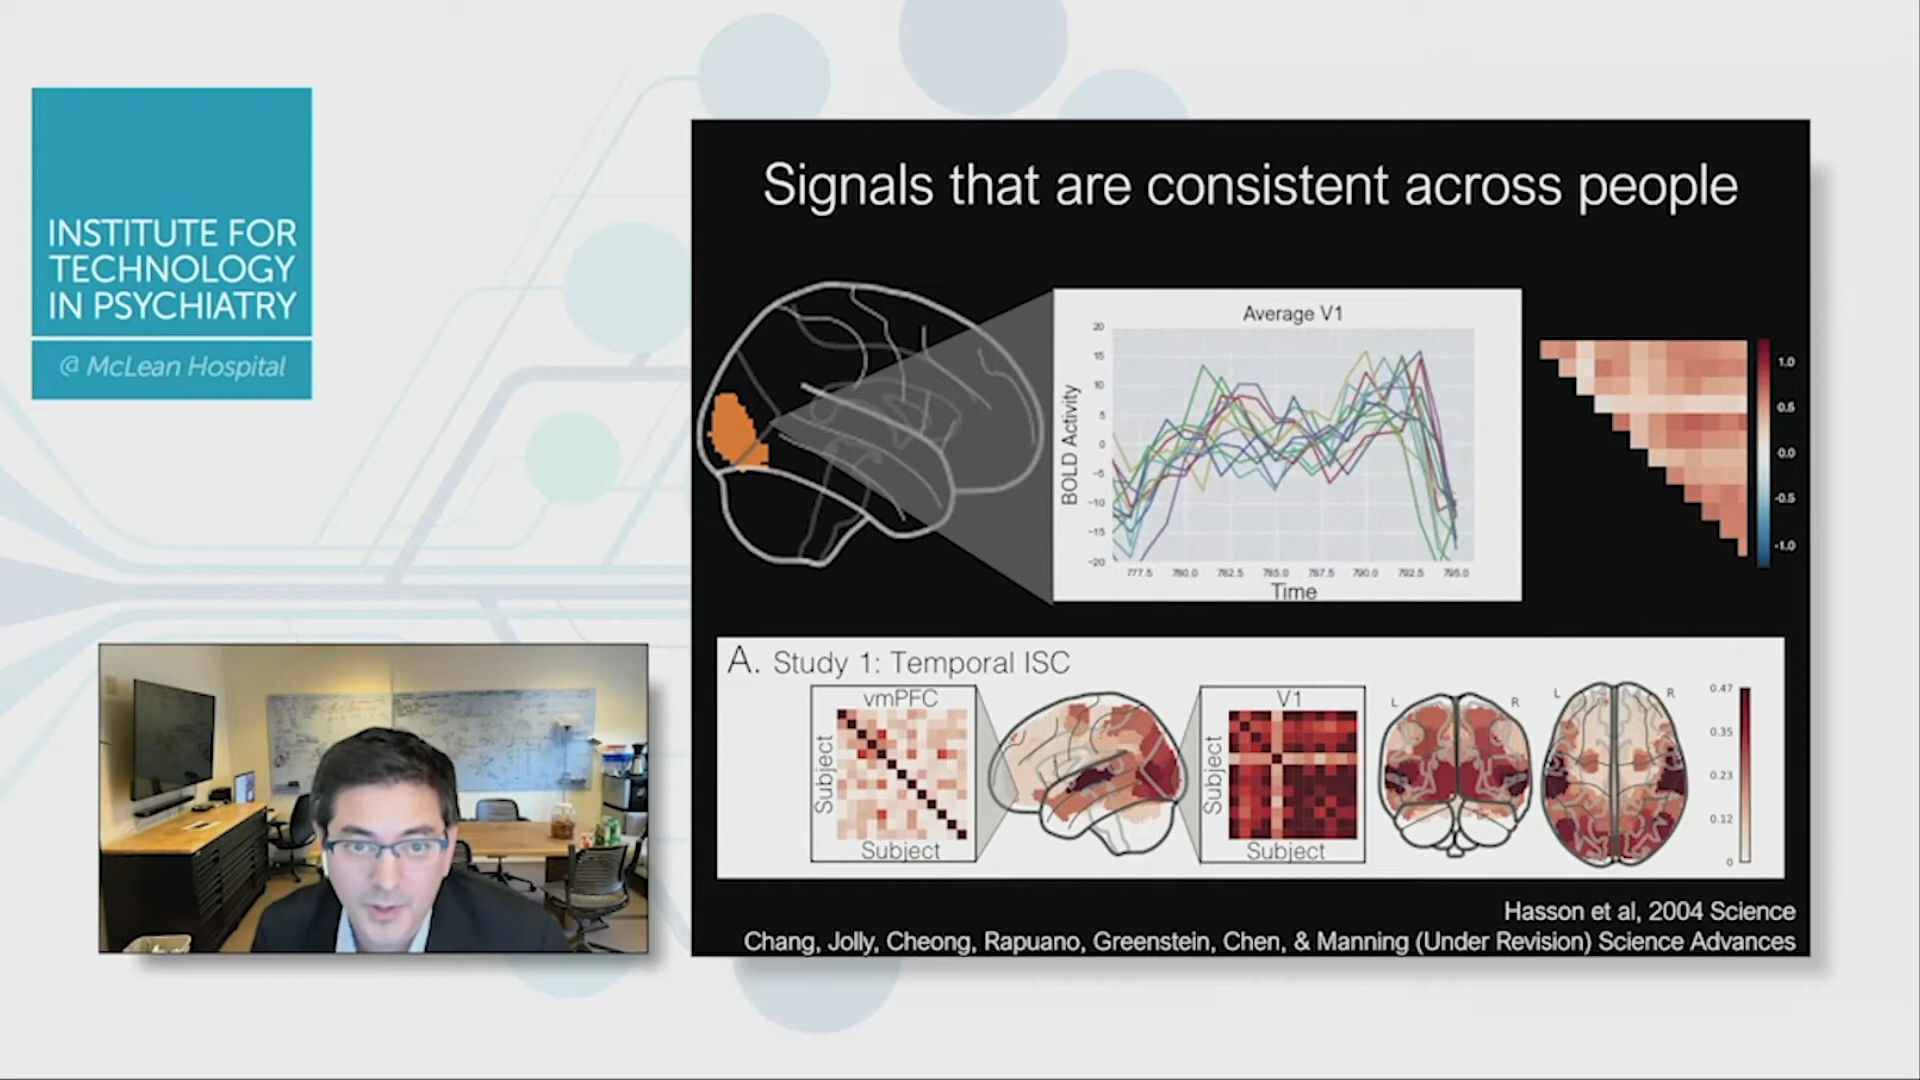 INSTITUTE FOR
TECHNOLOGY
IN PSYCHIATRY
@ McLean Hospital
Signals that are consistent across people
Average V1
BOLD Activity
20
15
10
5
0
-5
-10
-15
-20
777.5 780.0 782.5 785.0 787.5 790.0 792.5 795.0
Time
1.0
0.5
0.0
-0.5
-1.0
A. Study 1: Temporal ISC
vmPFC
Subject
Subject
V1
Subject
Subject
L R
L R
0.47
0.35
0.23
0.12
0
Hasson et al, 2004 Science
Chang, Jolly, Cheong, Rapuano, Greenstein, Chen, & Manning (Under Revision) Science Advances